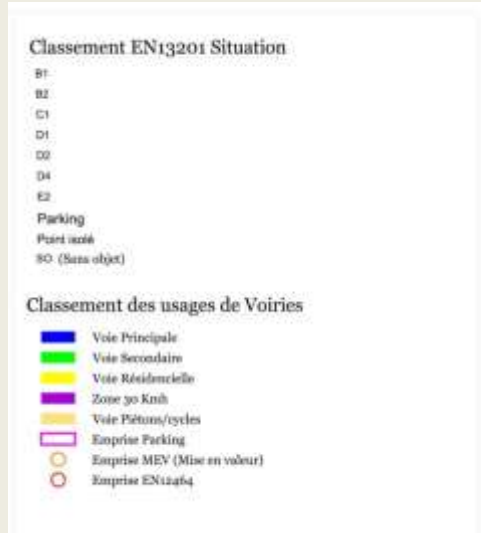 Classement EN13201 Situation
B1
B2
C1
D1
D2
D4
E2
Parking
Point isolé
SO (Sans objet)
Classement des usages de Voiries
Voie Principale
Voie Secondaire
Voie Résidencielle
Zone 30 Kmh
Voie Piétons/cycles
Emprise Parking
Emprise MEV (Mise en valeur)
Emprise EN12464